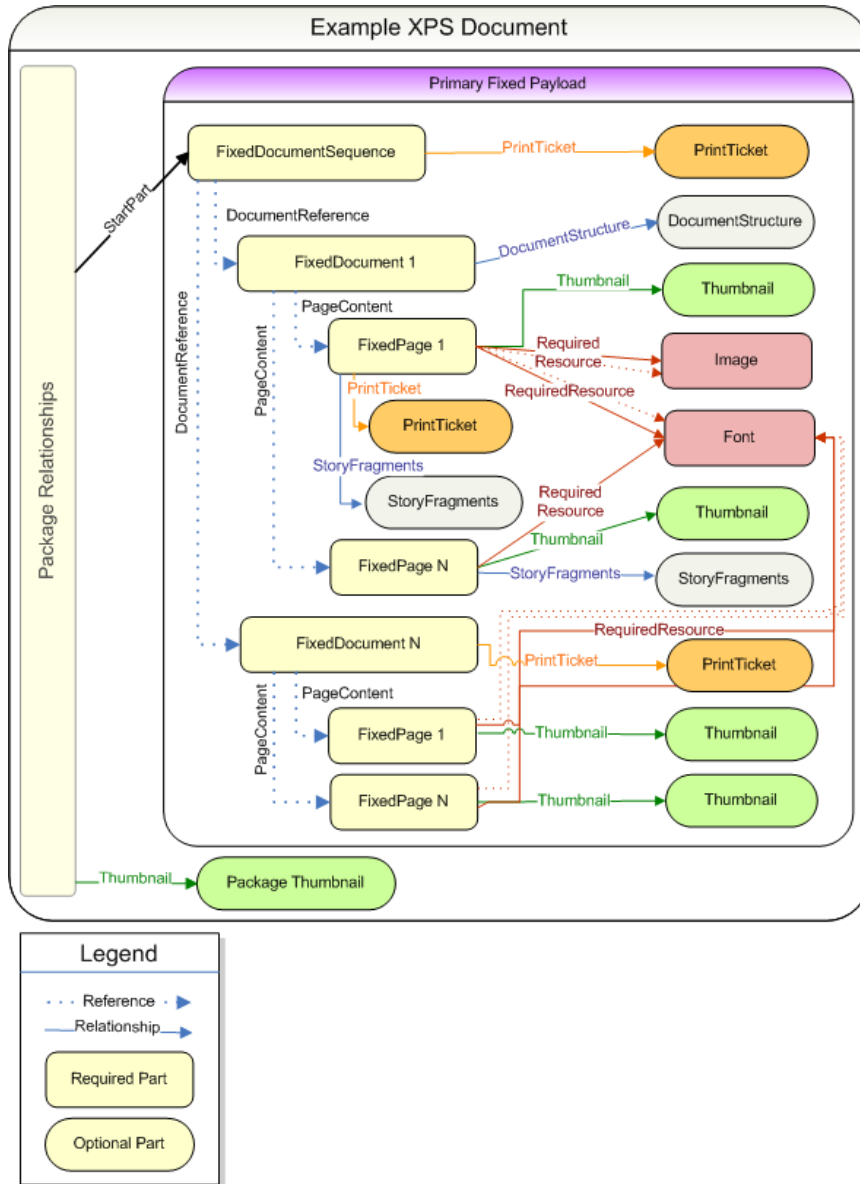 Example XPS Document
Package Relationships
Primary Fixed Payload
StartPart
FixedDocumentSequence
PrintTicket
PrintTicket
DocumentReference
DocumentReference
FixedDocument 1
DocumentStructure
DocumentStructure
PageContent
PageContent
FixedPage 1
Thumbnail
Thumbnail
Required
Resource
Image
RequiredResource
Font
PrintTicket
PrintTicket
StoryFragments
StoryFragments
Required
Resource
FixedPage N
Thumbnail
Thumbnail
StoryFragments
StoryFragments
RequiredResource
FixedDocument N
PrintTicket
PrintTicket
PageContent
PageContent
FixedPage 1
Thumbnail
Thumbnail
FixedPage N
Thumbnail
Thumbnail
Thumbnail
Package Thumbnail
Legend
Reference
Relationship
Required Part
Optional Part